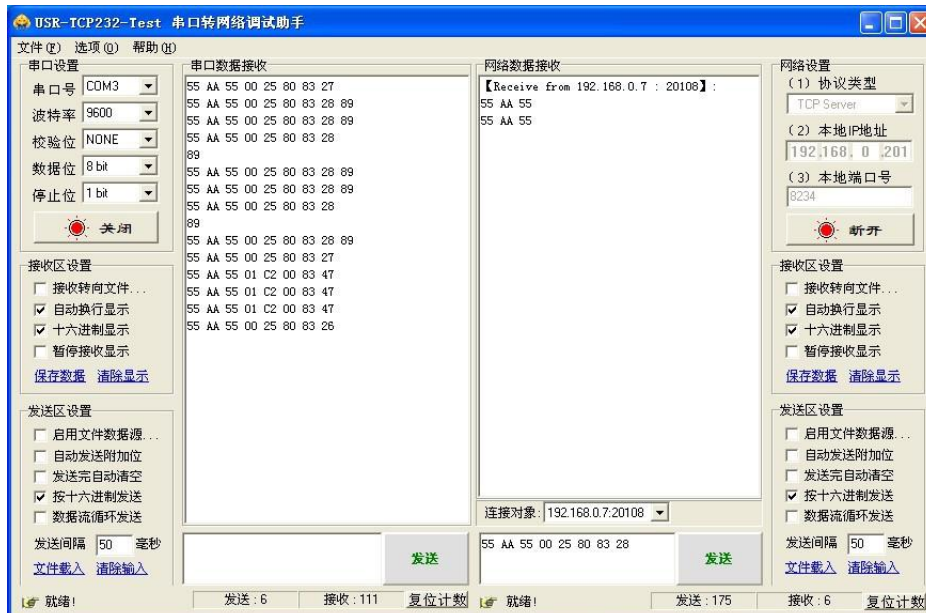 USR-TCP232-Test 串口转网络调试助手
文件(F) 选项(O) 帮助(H)
串口设置
串口号 COM3
波特率 9600
校验位 NONE
数据位 8 bit
停止位 1 bit
关闭
接收区设置
接收转向文件...
自动换行显示
十六进制显示
暂停接收显示
保存数据 清除显示
发送区设置
启用文件数据源...
自动发送附加位
发送完自动清空
按十六进制发送
数据流循环发送
发送间隔 50 毫秒
文件载入 清除输入
串口数据接收
55 AA 55 00 25 80 83 27
55 AA 55 00 25 80 83 28 89
55 AA 55 00 25 80 83 28 89
55 AA 55 00 25 80 83 28
89
55 AA 55 00 25 80 83 28 89
55 AA 55 00 25 80 83 28 89
55 AA 55 00 25 80 83 28
89
55 AA 55 00 25 80 83 28 89
55 AA 55 00 25 80 83 27
55 AA 55 01 C2 00 83 47
55 AA 55 01 C2 00 83 47
55 AA 55 01 C2 00 83 47
55 AA 55 00 25 80 83 26
发送
网络数据接收
【Receive from 192.168.0.7 : 20108】:
55 AA 55
55 AA 55
连接对象: 192.168.0.7:20108
55 AA 55 00 25 80 83 28
发送
网络设置
(1) 协议类型
TCP Server
(2) 本地IP地址
192.168. 0 .201
(3) 本地端口号
8234
断开
接收区设置
接收转向文件...
自动换行显示
十六进制显示
暂停接收显示
保存数据 清除显示
发送区设置
启用文件数据源...
自动发送附加位
发送完自动清空
按十六进制发送
数据流循环发送
发送间隔 50 毫秒
文件载入 清除输入
就绪! 发送:6 接收:111 复位计数
就绪! 发送:175 接收:6 复位计数